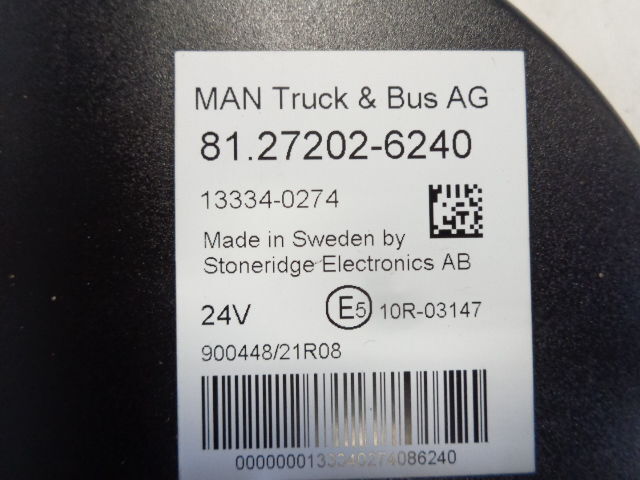 MAN Truck & Bus AG
81.27202-6240
13334-0274
Made in Sweden by
Stoneridge Electronics AB
24V E5 10R-03147
900448/21R08
0000000133340274086240